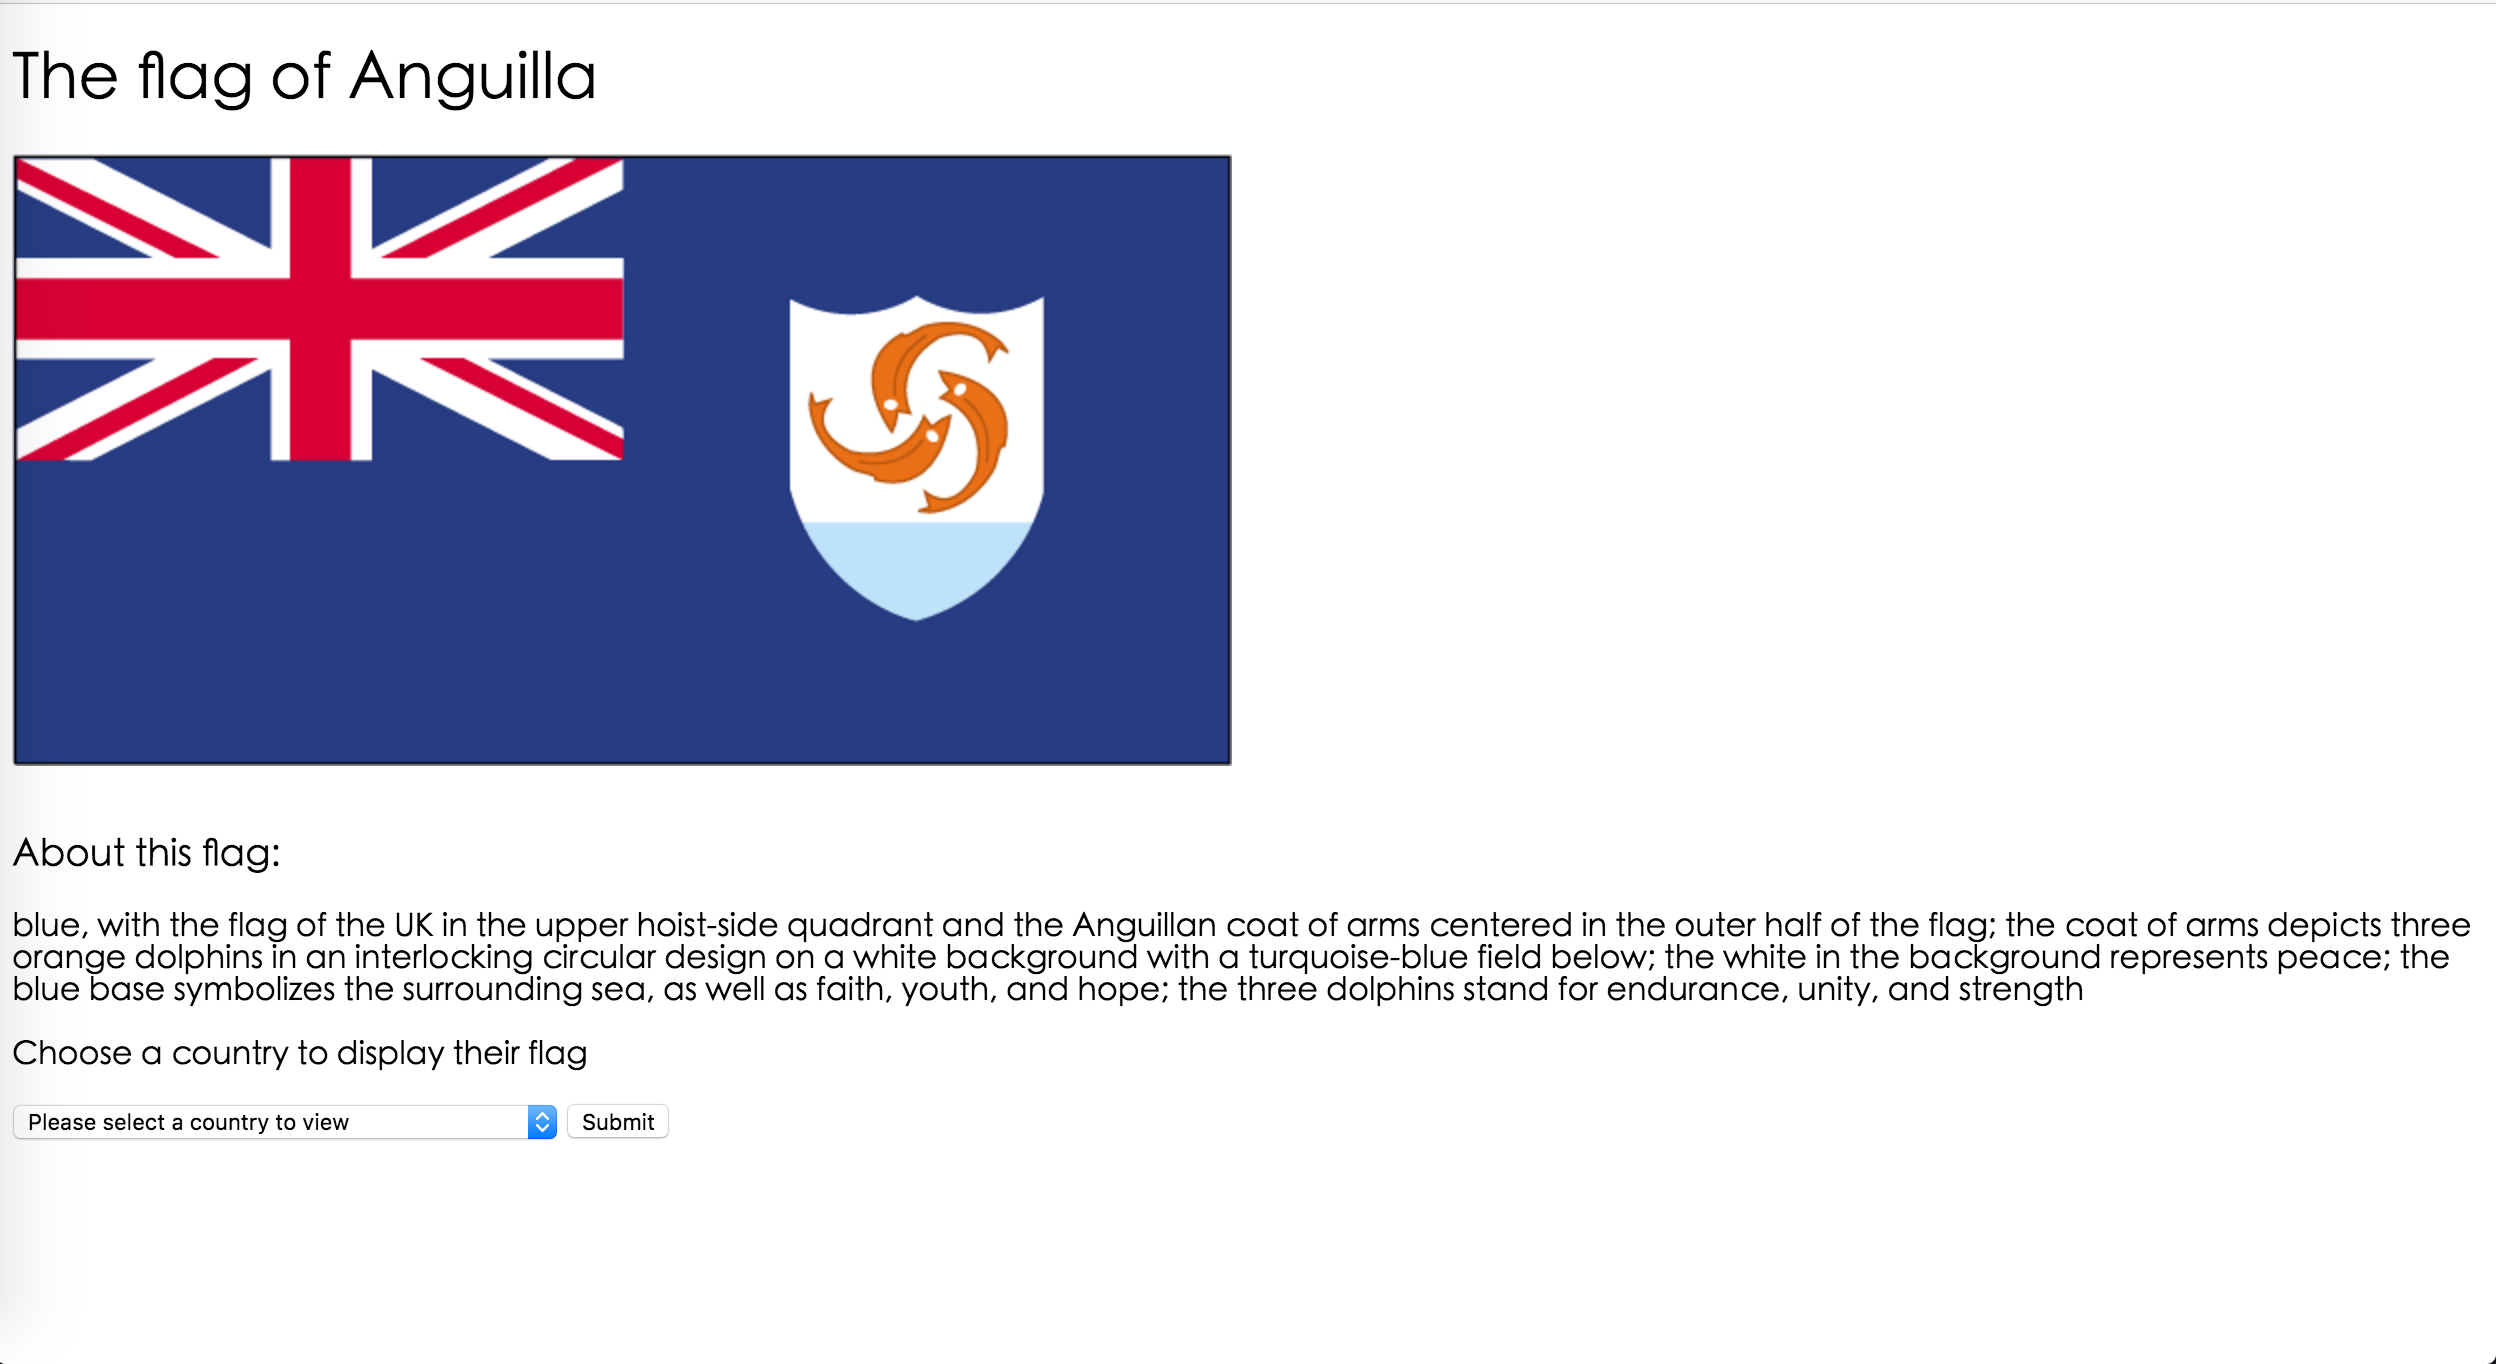 The flag of Anguilla
About this flag:
blue, with the flag of the UK in the upper hoist-side quadrant and the Anguillan coat of arms centered in the outer half of the flag; the coat of arms depicts three
orange dolphins in an interlocking circular design on a white background with a turquoise-blue field below; the white in the background represents peace; the
blue base symbolizes the surrounding sea, as well as faith, youth, and hope; the three dolphins stand for endurance, unity, and strength
Choose a country to display their flag
Please select a country to view Submit